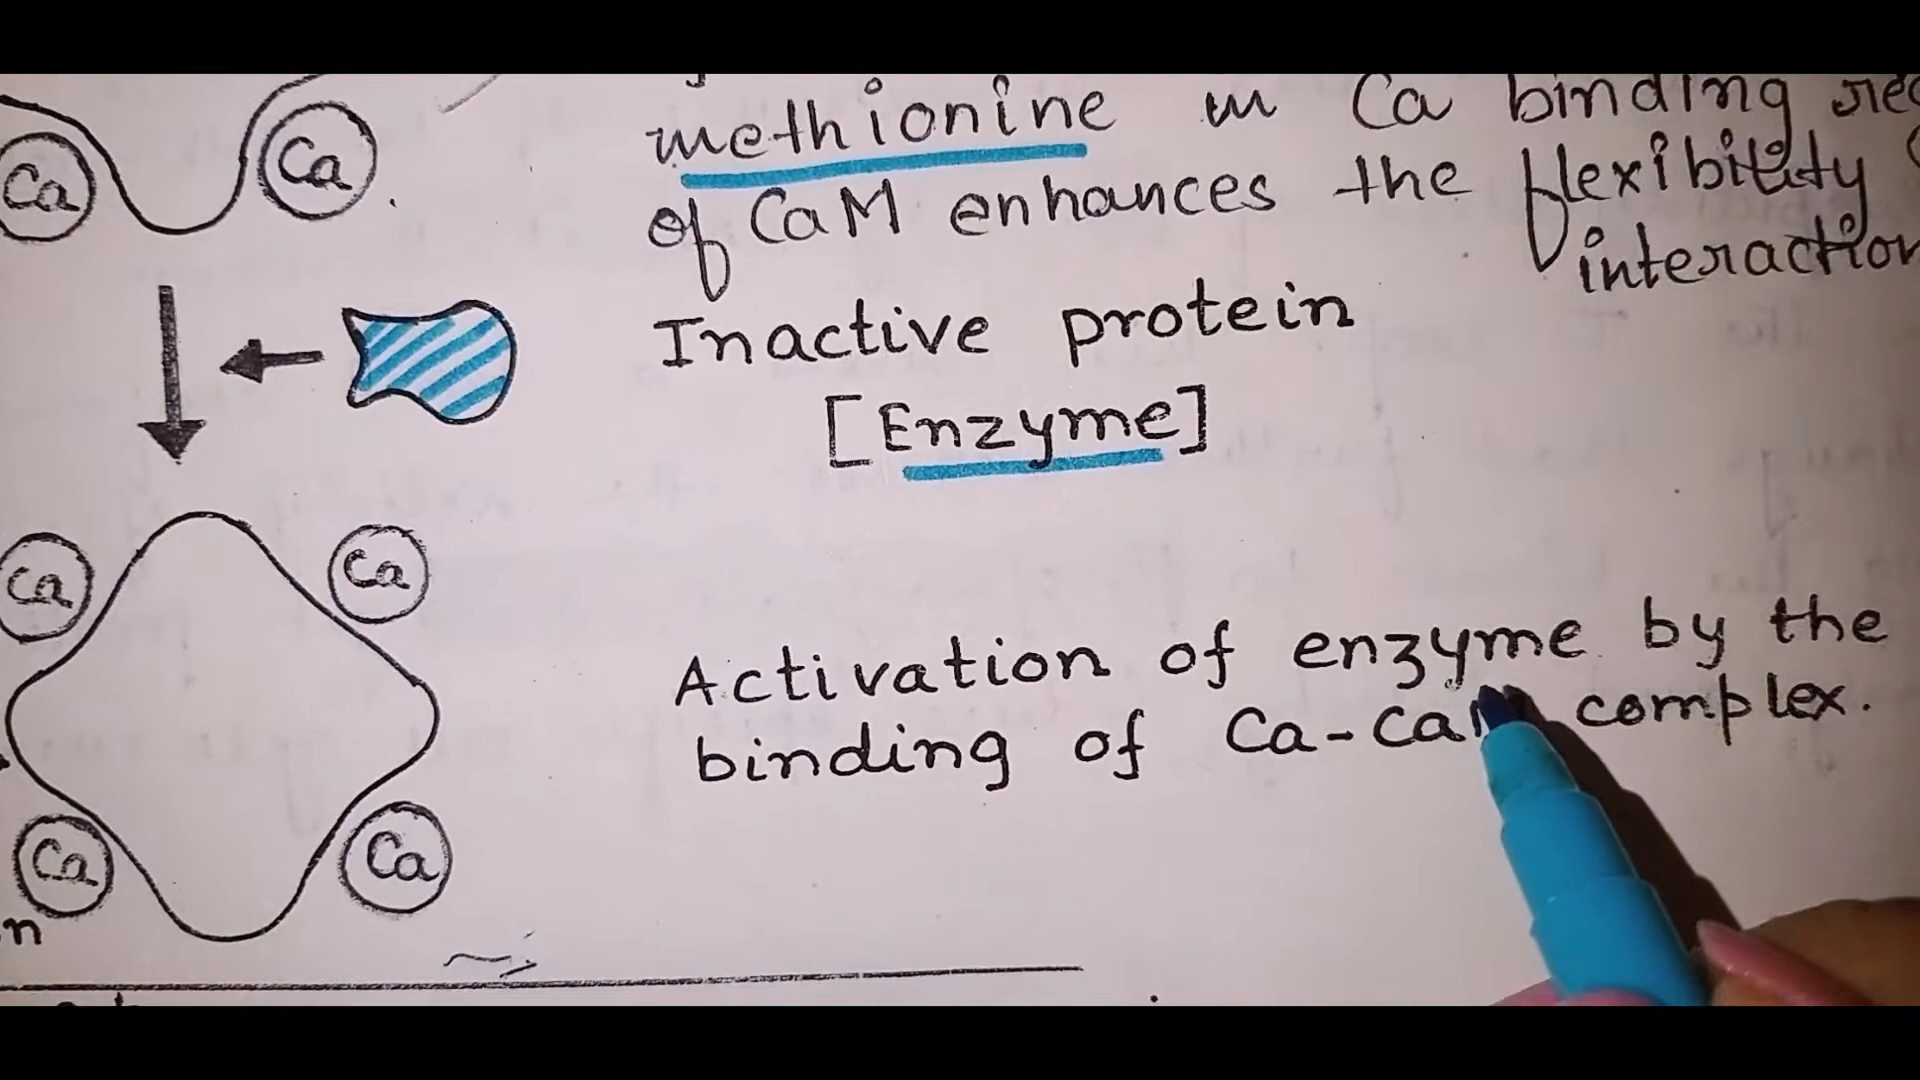 Ca
Ca
methionine in Ca binding
of CaM enhances the flexibility
interaction
Inactive protein
[Enzyme]
Ca
Ca
Activation of enzyme by the
binding of Ca-CaM complex.
Ca
Ca
n